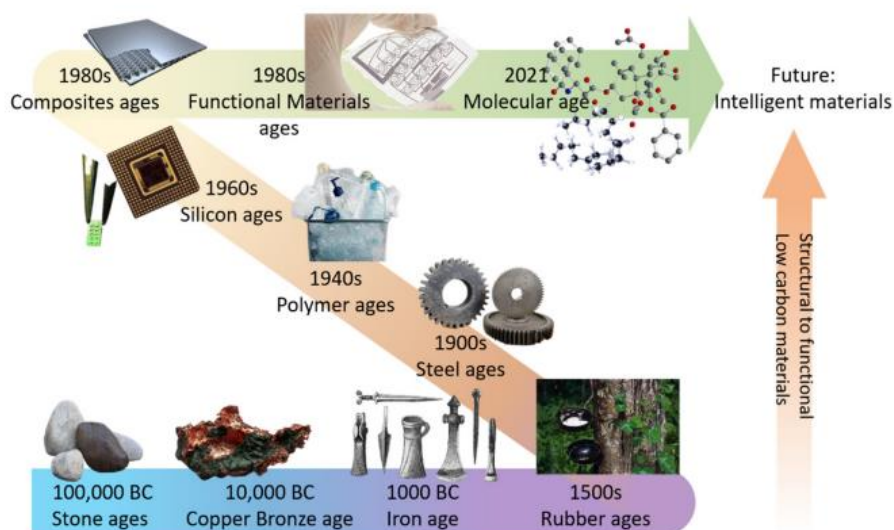 1980s
Composites ages
1980s
Functional Materials
ages
2021
Molecular age
Future:
Intelligent materials
1960s
Silicon ages
1940s
Polymer ages
1900s
Steel ages
Structural to functional
Low carbon materials
100,000 BC
Stone ages
10,000 BC
Copper Bronze age
1000 BC
Iron age
1500s
Rubber ages